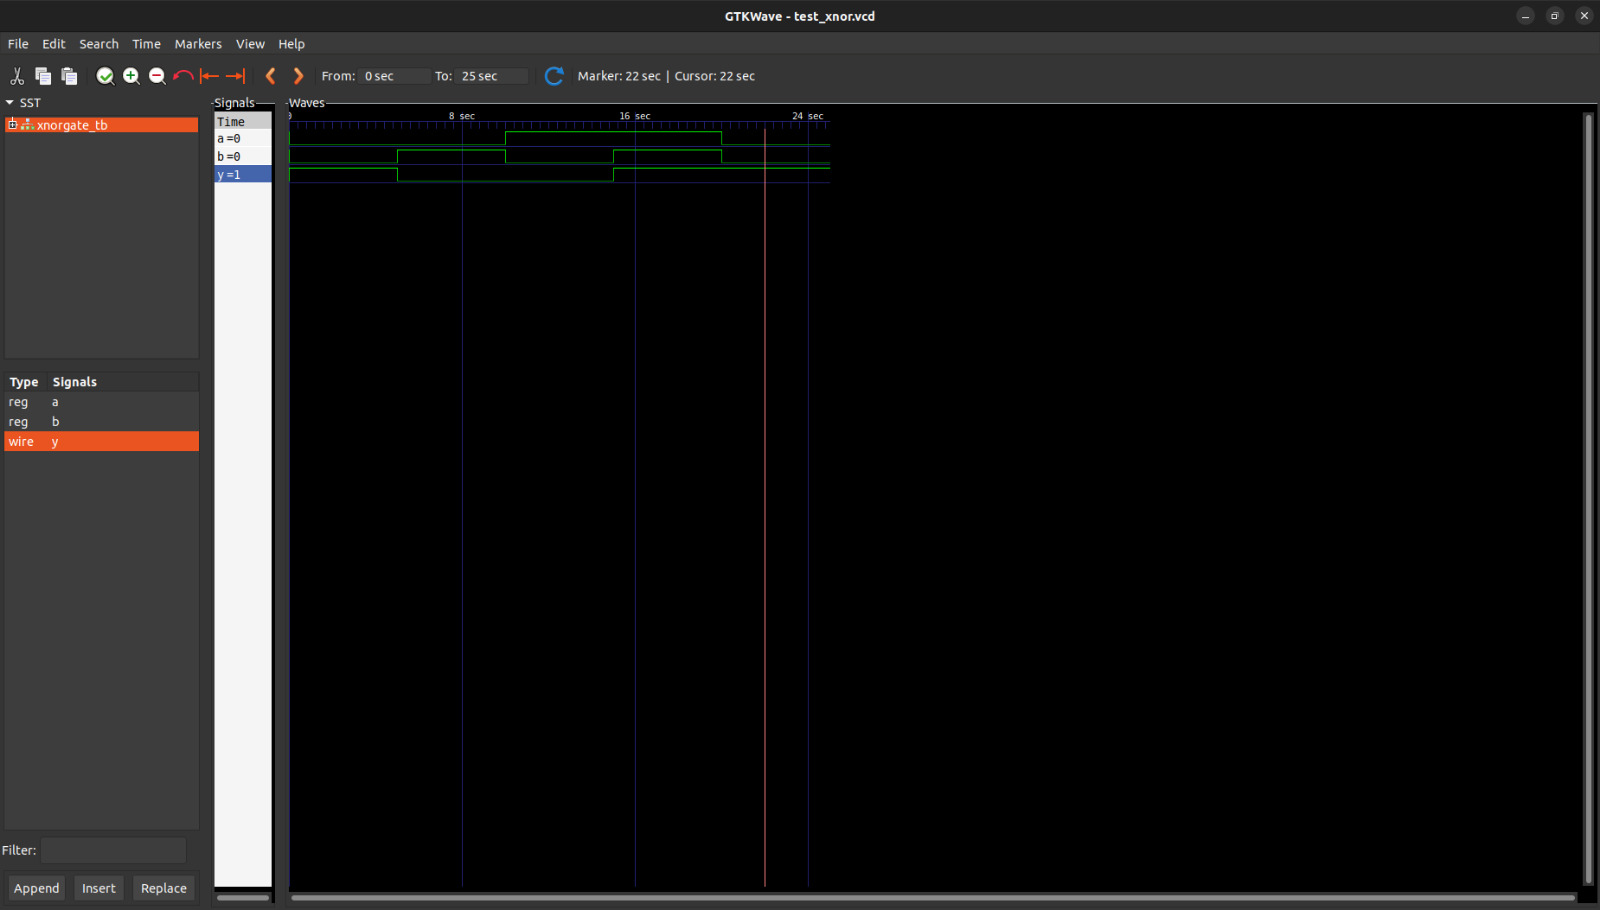 GTKWave - test_xnor.vcd
File Edit Search Time Markers View Help
From: 0 sec To: 25 sec Marker: 22 sec | Cursor: 22 sec
SST
xnorgate_tb
Type Signals
reg a
reg b
wire y
Filter:
Append Insert Replace
Signals
Time
a =0
b =0
y =1
Waves
8 sec 16 sec 24 sec